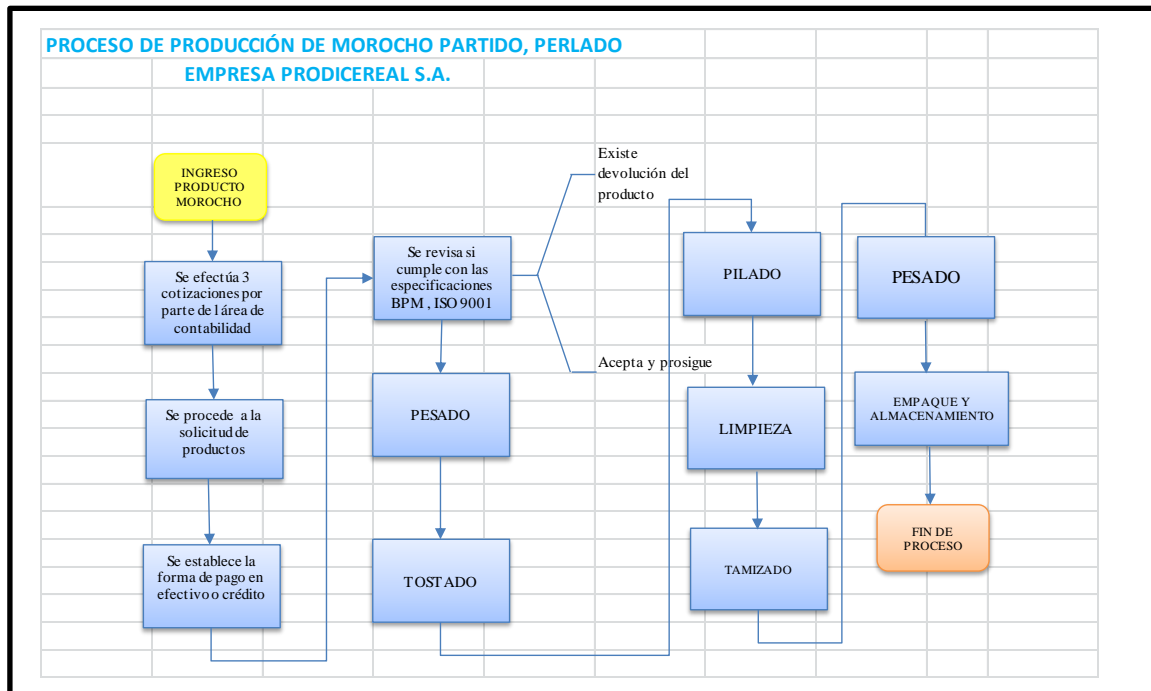 PROCESO DE PRODUCCIÓN DE MOROCHO PARTIDO, PERLADO
EMPRESA PRODICEREAL S.A.
INGRESO
PRODUCTO
MOROCHO
Se efectúa 3
cotizaciones por
parte de l área de
contabilidad
Se procede a la
solicitud de
productos
Se establece la
forma de pago en
efectivo o crédito
Se revisa si
cumple con las
especificaciones
BPM , ISO 9001
Existe
devolución del
producto
Acepta y prosigue
PESADO
TOSTADO
PILADO
LIMPIEZA
TAMIZADO
PESADO
EMPAQUE Y
ALMACENAMIENTO
FIN DE
PROCESO